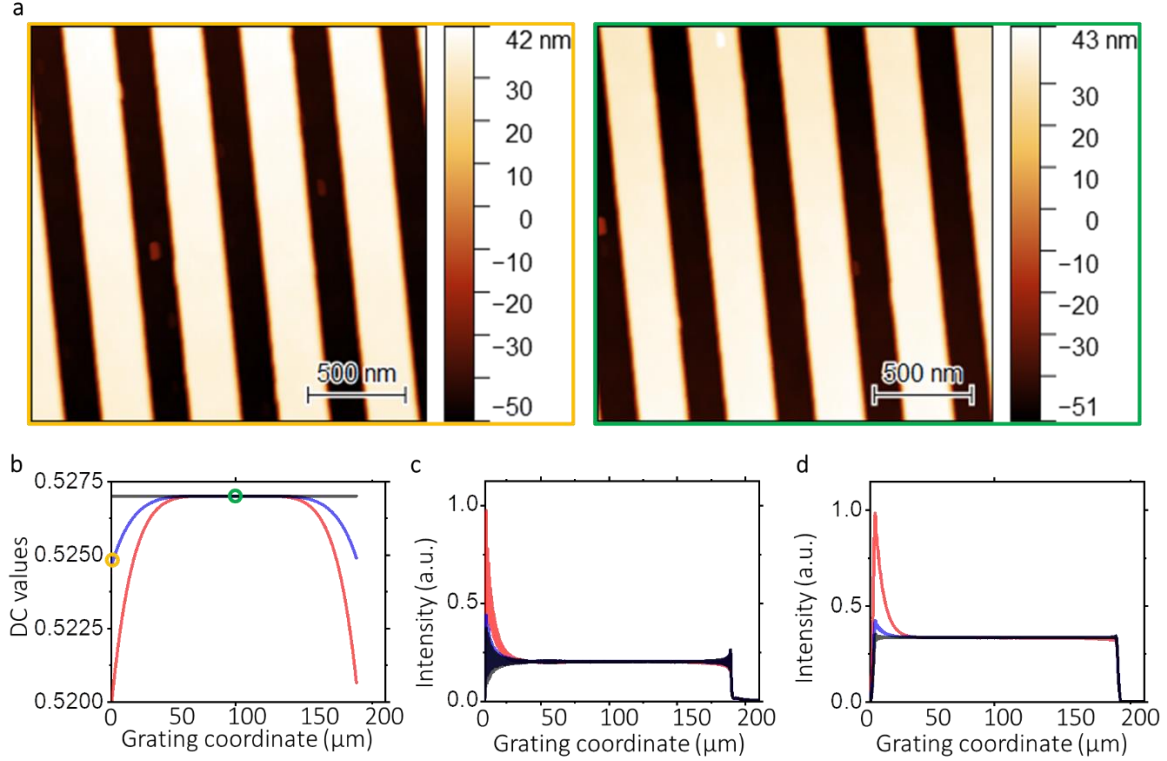 a
42 nm
30
20
10
0
−10
−20
−30
−50
500 nm
43 nm
30
20
10
0
−10
−20
−30
−51
500 nm
b
0.5275
0.5250
0.5225
0.5200
DC values
0 50 100 150 200
Grating coordinate (μm)
c
1.0
0.5
0.0
Intensity (a.u.)
0 50 100 150 200
Grating coordinate (μm)
d
1.0
0.5
0.0
Intensity (a.u.)
0 50 100 150 200
Grating coordinate (μm)